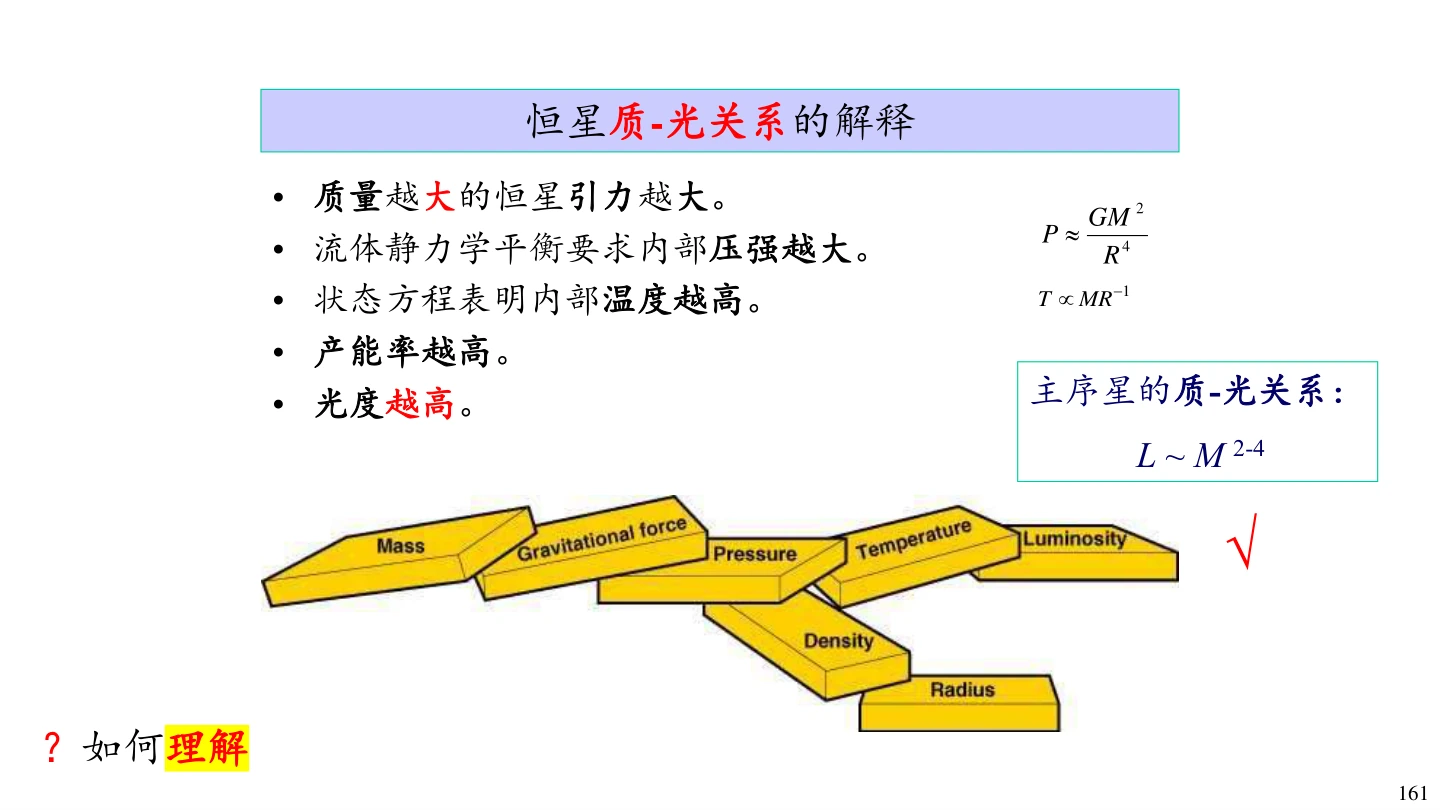 恒星质-光关系的解释
• 质量越大的恒星引力越大。
• 流体静力学平衡要求内部压强越大。
• 状态方程表明内部温度越高。
• 产能率越高。
• 光度越高。
P ≈ GM² / R⁴
T ∝ MR⁻¹
主序星的质-光关系：
L ~ M ²⁻⁴
Mass
Gravitational force
Pressure
Temperature
Luminosity
√
Density
Radius
？如何理解
161